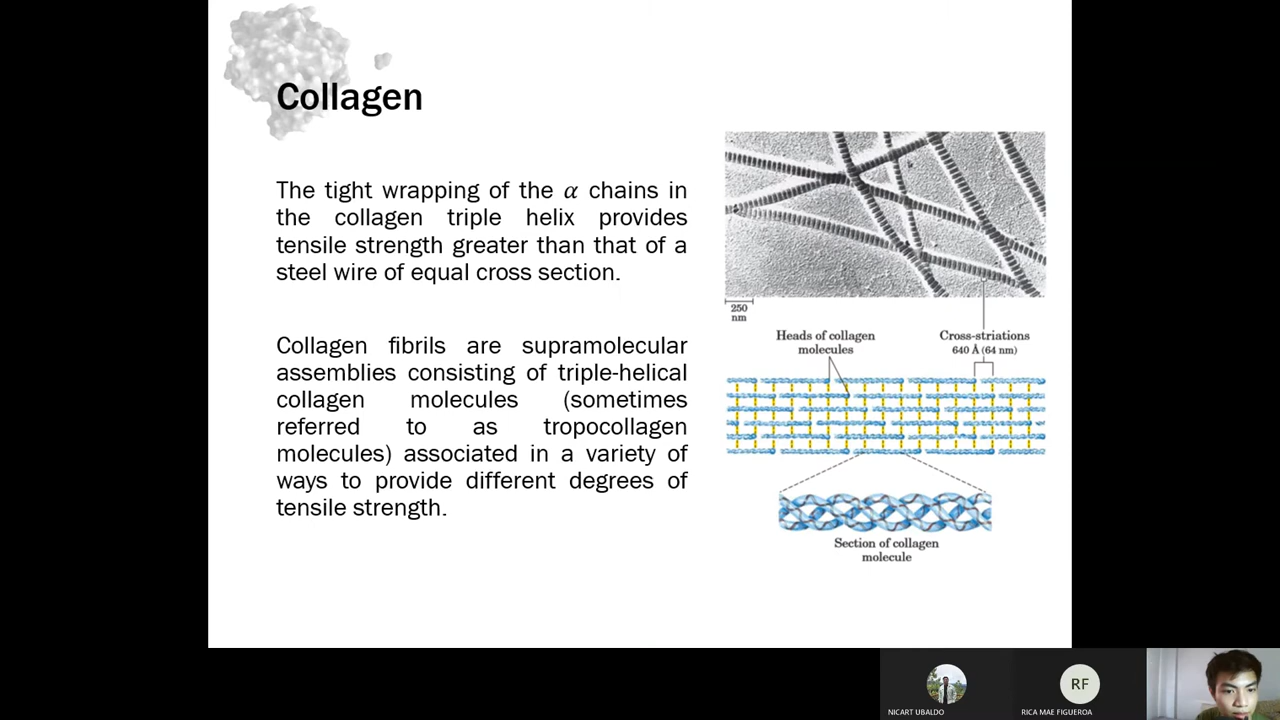 Collagen
The tight wrapping of the α chains in
the collagen triple helix provides
tensile strength greater than that of a
steel wire of equal cross section.
Collagen fibrils are supramolecular
assemblies consisting of triple-helical
collagen molecules (sometimes
referred to as tropocollagen
molecules) associated in a variety of
ways to provide different degrees of
tensile strength.
250
nm
Heads of collagen
molecules
Cross-striations
640 Å (64 nm)
Section of collagen
molecule
NICART UBALDO
RF
RICA MAE FIGUEROA